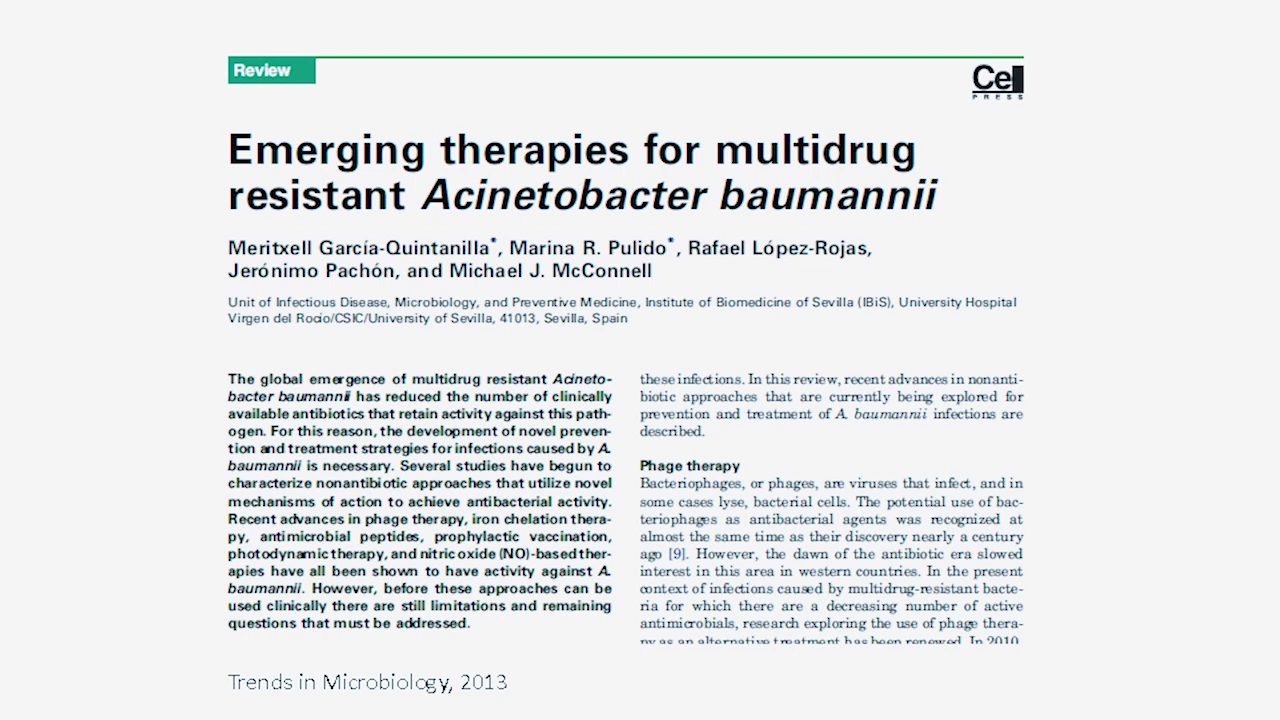 Review
Cell
PRESS
Emerging therapies for multidrug
resistant Acinetobacter baumannii
Meritxell García-Quintanilla*, Marina R. Pulido*, Rafael López-Rojas,
Jerónimo Pachón, and Michael J. McConnell
Unit of Infectious Disease, Microbiology, and Preventive Medicine, Institute of Biomedicine of Sevilla (IBiS), University Hospital
Virgen del Rocío/CSIC/University of Sevilla, 41013, Sevilla, Spain
The global emergence of multidrug resistant Acineto-
bacter baumannii has reduced the number of clinically
available antibiotics that retain activity against this path-
ogen. For this reason, the development of novel preven-
tion and treatment strategies for infections caused by A.
baumannii is necessary. Several studies have begun to
characterize nonantibiotic approaches that utilize novel
mechanisms of action to achieve antibacterial activity.
Recent advances in phage therapy, iron chelation thera-
py, antimicrobial peptides, prophylactic vaccination,
photodynamic therapy, and nitric oxide (NO)-based ther-
apies have all been shown to have activity against A.
baumannii. However, before these approaches can be
used clinically there are still limitations and remaining
questions that must be addressed.
these infections. In this review, recent advances in nonanti-
biotic approaches that are currently being explored for
prevention and treatment of A. baumannii infections are
described.
Phage therapy
Bacteriophages, or phages, are viruses that infect, and in
some cases lyse, bacterial cells. The potential use of bac-
teriophages as antibacterial agents was recognized at
almost the same time as their discovery nearly a century
ago [9]. However, the dawn of the antibiotic era slowed
interest in this area in western countries. In the present
context of infections caused by multidrug-resistant bacte-
ria for which there are a decreasing number of active
antimicrobials, research exploring the use of phage thera-
py as an alternative treatment has been renewed. In 2010,
Trends in Microbiology, 2013